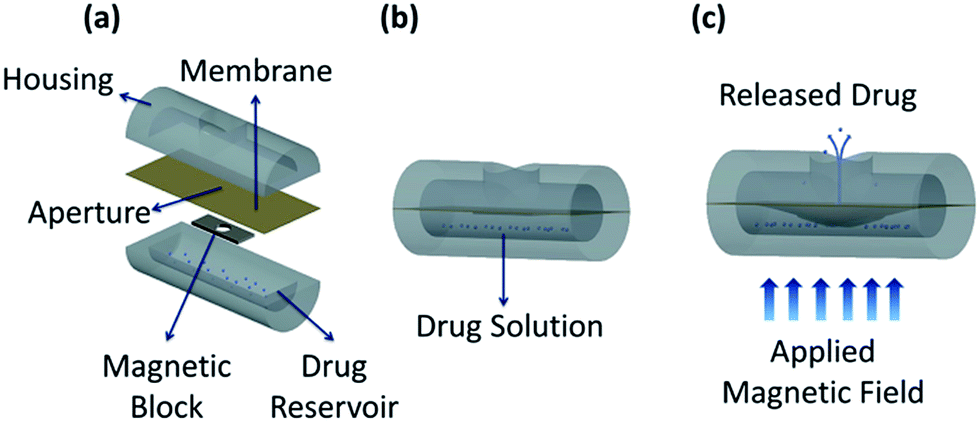 (a)
Housing
Membrane
Aperture
Magnetic
Block
Drug
Reservoir
(b)
Drug Solution
(c)
Released Drug
Applied
Magnetic Field